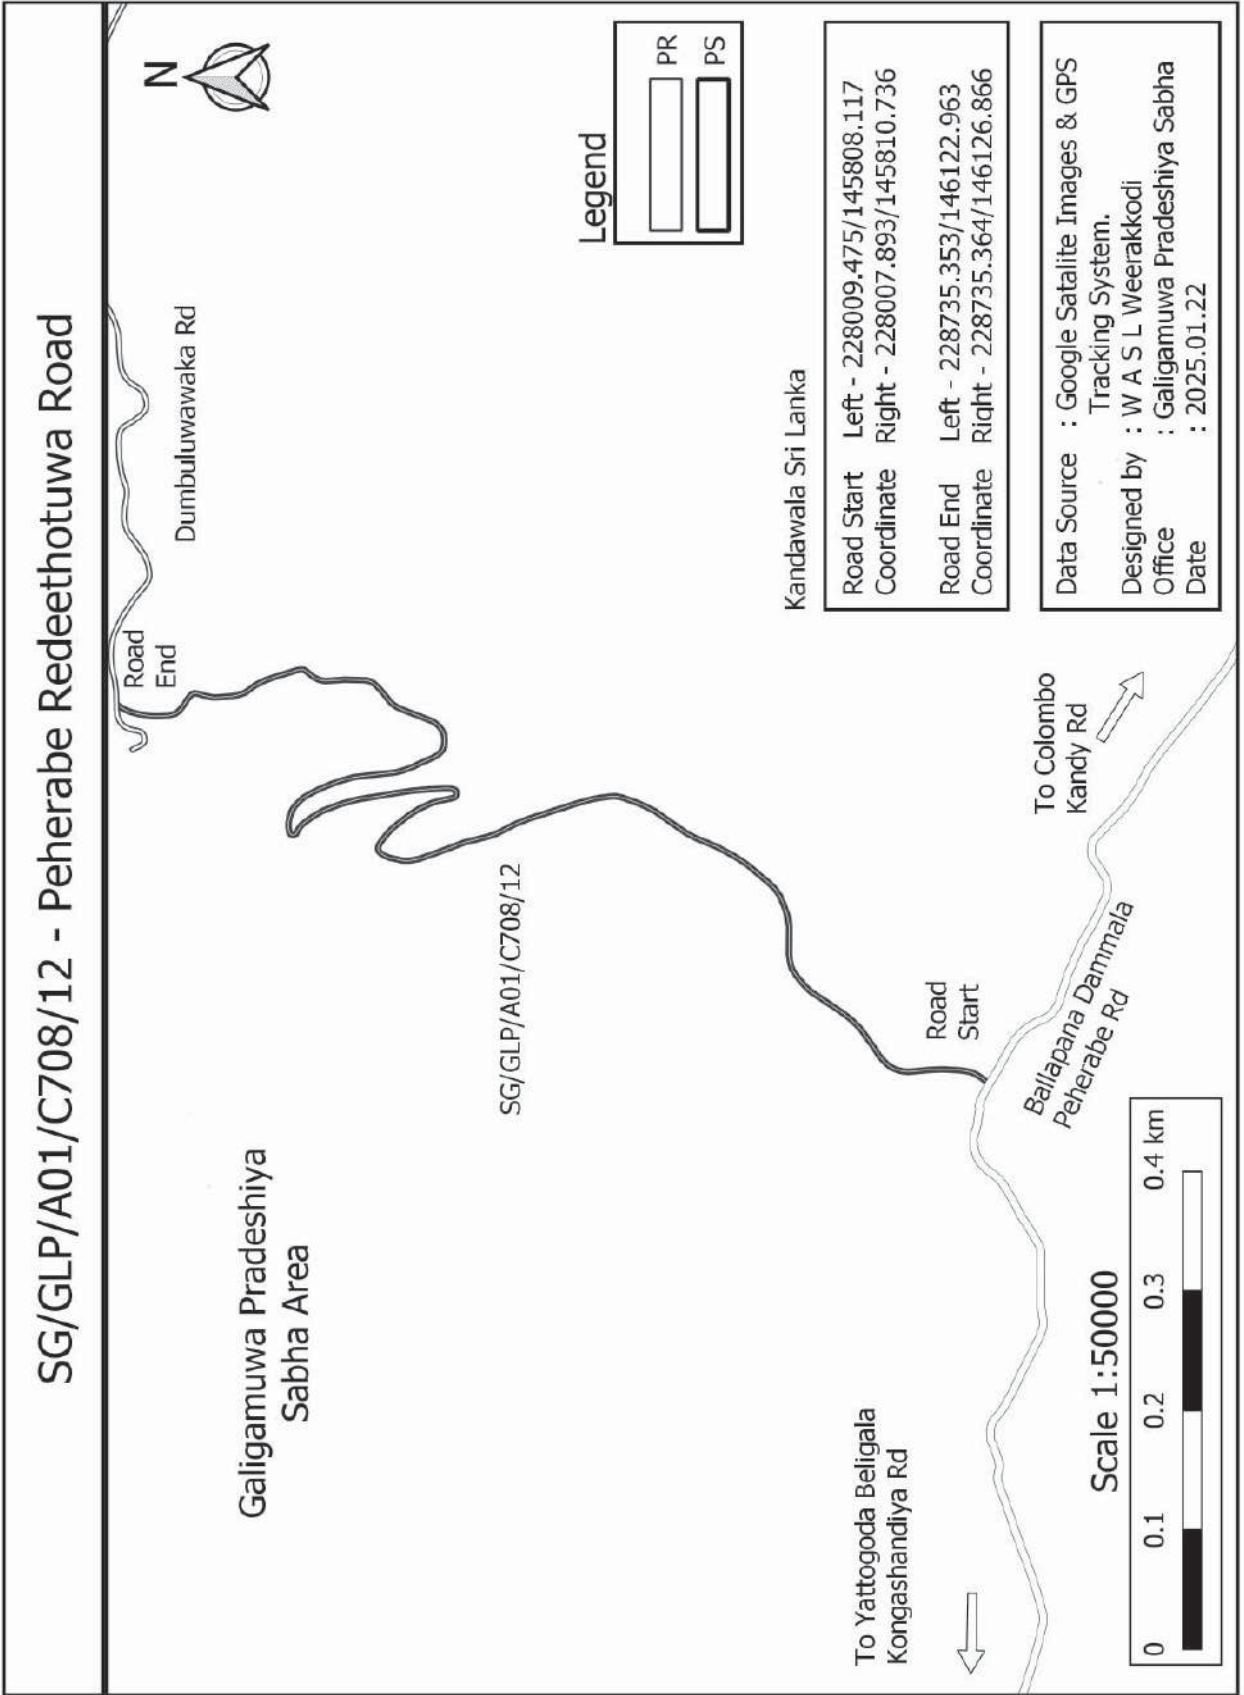 SG/GLP/A01/C708/12 - Peherabe Redeethotuwa Road
N
Dumbuluwawaka Rd
Road
End
Galigamuwa Pradeshiya
Sabha Area
SG/GLP/A01/C708/12
Legend
PR
PS
Kandawala Sri Lanka
Road Start Left - 228009.475/145808.117
Coordinate Right - 228007.893/145810.736
Road End Left - 228735.353/146122.963
Coordinate Right - 228735.364/146126.866
Road
Start
To Colombo
Kandy Rd
Ballapana Dammala
Peherabe Rd
To Yattogoda Beligala
Kongashandiya Rd
Scale 1:50000
0 0.1 0.2 0.3 0.4 km
Data Source : Google Satalite Images & GPS
Tracking System.
Designed by : W A S L Weerakkodi
Office : Galigamuwa Pradeshiya Sabha
Date : 2025.01.22